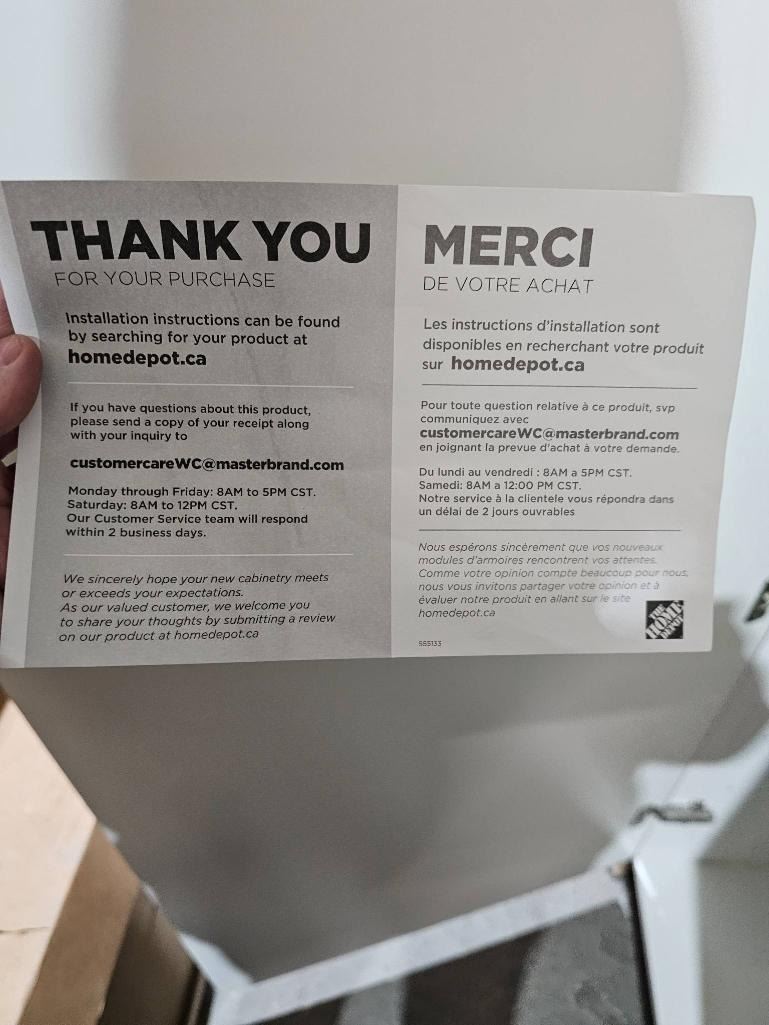 THANK YOU
FOR YOUR PURCHASE
Installation instructions can be found
by searching for your product at
homedepot.ca
If you have questions about this product,
please send a copy of your receipt along
with your inquiry to
customercareWC@masterbrand.com
Monday through Friday: 8AM to 5PM CST.
Saturday: 8AM to 12PM CST.
Our Customer Service team will respond
within 2 business days.
We sincerely hope your new cabinetry meets
or exceeds your expectations.
As our valued customer, we welcome you
to share your thoughts by submitting a review
on our product at homedepot.ca
MERCI
DE VOTRE ACHAT
Les instructions d'installation sont
disponibles en recherchant votre produit
sur homedepot.ca
Pour toute question relative à ce produit, svp
communiquez avec
customercareWC@masterbrand.com
en joignant la prevue d'achat à votre demande.
Du lundi au vendredi : 8AM a 5PM CST.
Samedi: 8AM a 12:00 PM CST.
Notre service à la clientele vous répondra dans
un délai de 2 jours ouvrables
Nous espérons sincèrement que vos nouveaux
modules d'armoires rencontrent vos attentes.
Comme votre opinion compte beaucoup pour nous,
nous vous invitons partager votre opinion et à
évaluer notre produit en allant sur le site
homedepot.ca
THE
HOME
DEPOT
555133